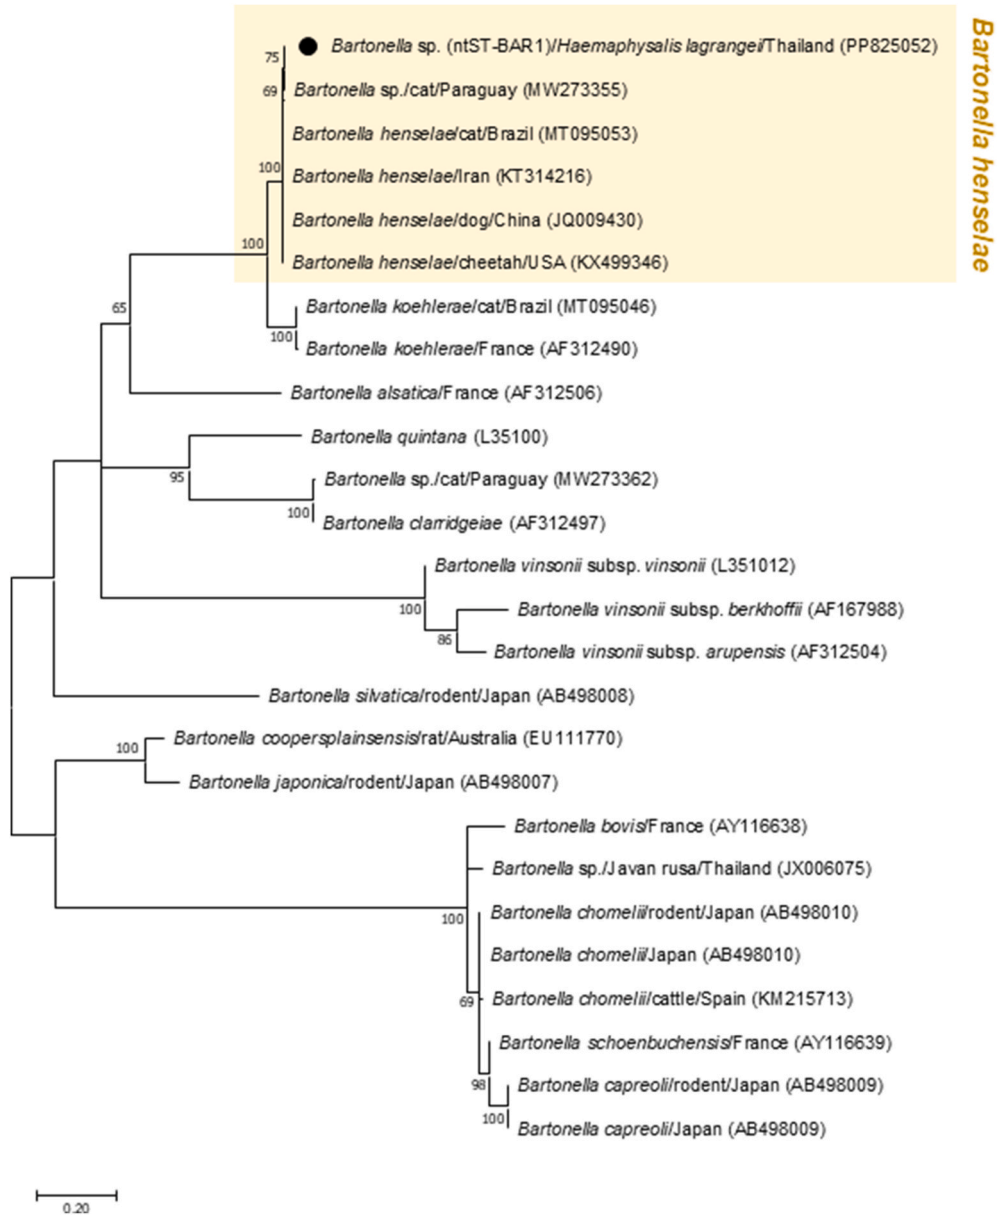 Bartonella henselae
Bartonella sp. (ntST-BAR1)/Haemaphysalis lagrangei/Thailand (PP825052)
75
69
Bartonella sp./cat/Paraguay (MW273355)
Bartonella henselae/cat/Brazil (MT095053)
100
Bartonella henselae/Iran (KT314216)
Bartonella henselae/dog/China (JQ009430)
100
Bartonella henselae/cheetah/USA (KX499346)
65
Bartonella koehlerae/cat/Brazil (MT095046)
100
Bartonella koehlerae/France (AF312490)
Bartonella alsatica/France (AF312506)
Bartonella quintana (L35100)
95
Bartonella sp./cat/Paraguay (MW273362)
100
Bartonella clarridgeiae (AF312497)
Bartonella vinsonii subsp. vinsonii (L351012)
100
Bartonella vinsonii subsp. berkhoffii (AF167988)
86
Bartonella vinsonii subsp. arupensis (AF312504)
Bartonella silvatica/rodent/Japan (AB498008)
100
Bartonella coopersplainsensis/rat/Australia (EU111770)
Bartonella japonica/rodent/Japan (AB498007)
Bartonella bovis/France (AY116638)
Bartonella sp./Javan rusa/Thailand (JX006075)
100
Bartonella chomelii/rodent/Japan (AB498010)
Bartonella chomelii/Japan (AB498010)
69
Bartonella chomelii/cattle/Spain (KM215713)
Bartonella schoenbuchensis/France (AY116639)
98
Bartonella capreoli/rodent/Japan (AB498009)
100
Bartonella capreoli/Japan (AB498009)
0.20